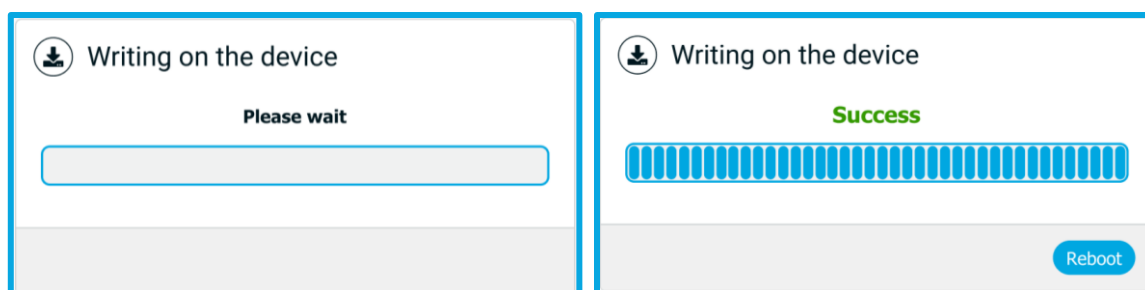 Writing on the device
Please wait
Writing on the device
Success
Reboot